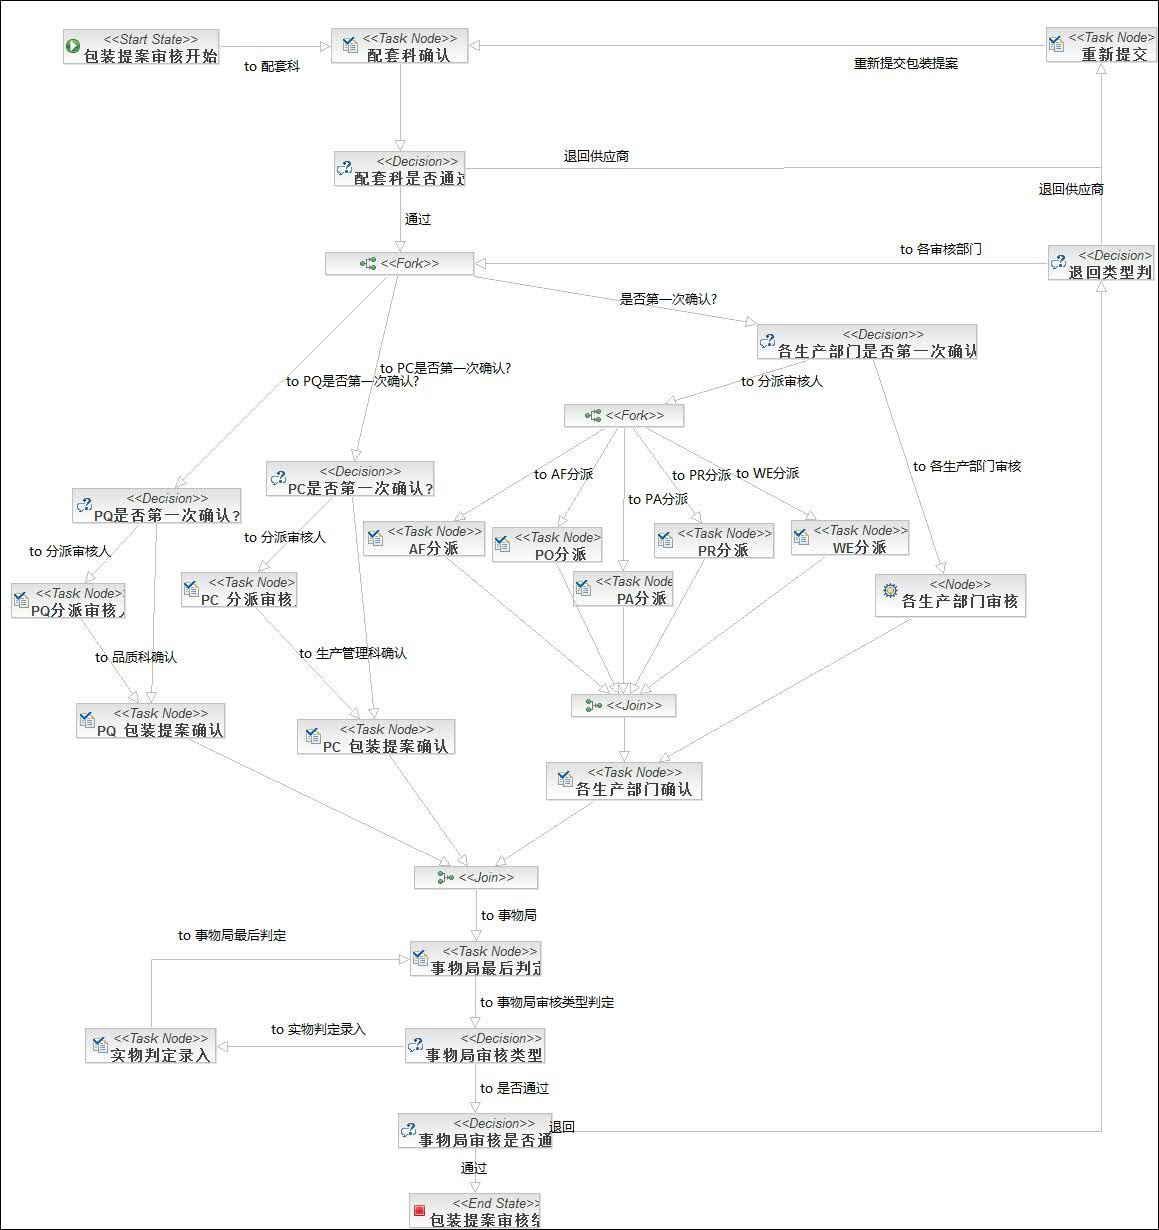 <<Start State>>
包装提案审核开始
to 配套科
<<Task Node>>
配套科确认
重新提交包装提案
<<Task Node>
重新提交
<<Decision>>
配套科是否通过
退回供应商
退回供应商
通过
<<Fork>>
to 各审核部门
<<Decision>
退回类型判
是否第一次确认?
<<Decision>>
各生产部门是否第一次确认
to PC是否第一次确认?
to PQ是否第一次确认?
to 分派审核人
<<Fork>>
to 各生产部门审核
<<Decision>>
PC是否第一次确认?
to AF分派
to PR分派
to WE分派
to PA分派
<<Decision>>
PQ是否第一次确认?
to 分派审核人
to 分派审核人
<<Task Node>>
AF分派
<<Task Node>>
PO分派
<<Task Node>>
PR分派
<<Task Node>>
WE分派
<<Task Node>
PQ分派审核
<<Task Node>
PC 分派审核
<<Task Node
PA分派
<<Node>>
各生产部门审核
to 品质科确认
to 生产管理科确认
<<Task Node>>
PQ 包装提案确认
<<Task Node>>
PC 包装提案确认
<<Join>>
<<Task Node>>
各生产部门确认
<<Join>>
to 事物局
to 事物局最后判定
<<Task Node>>
事物局最后判定
to 事物局审核类型判定
<<Task Node>>
实物判定录入
to 实物判定录入
<<Decision>>
事物局审核类型
to 是否通过
<<Decision>>
事物局审核是否通
退回
通过
<<End State>>
包装提案审核结